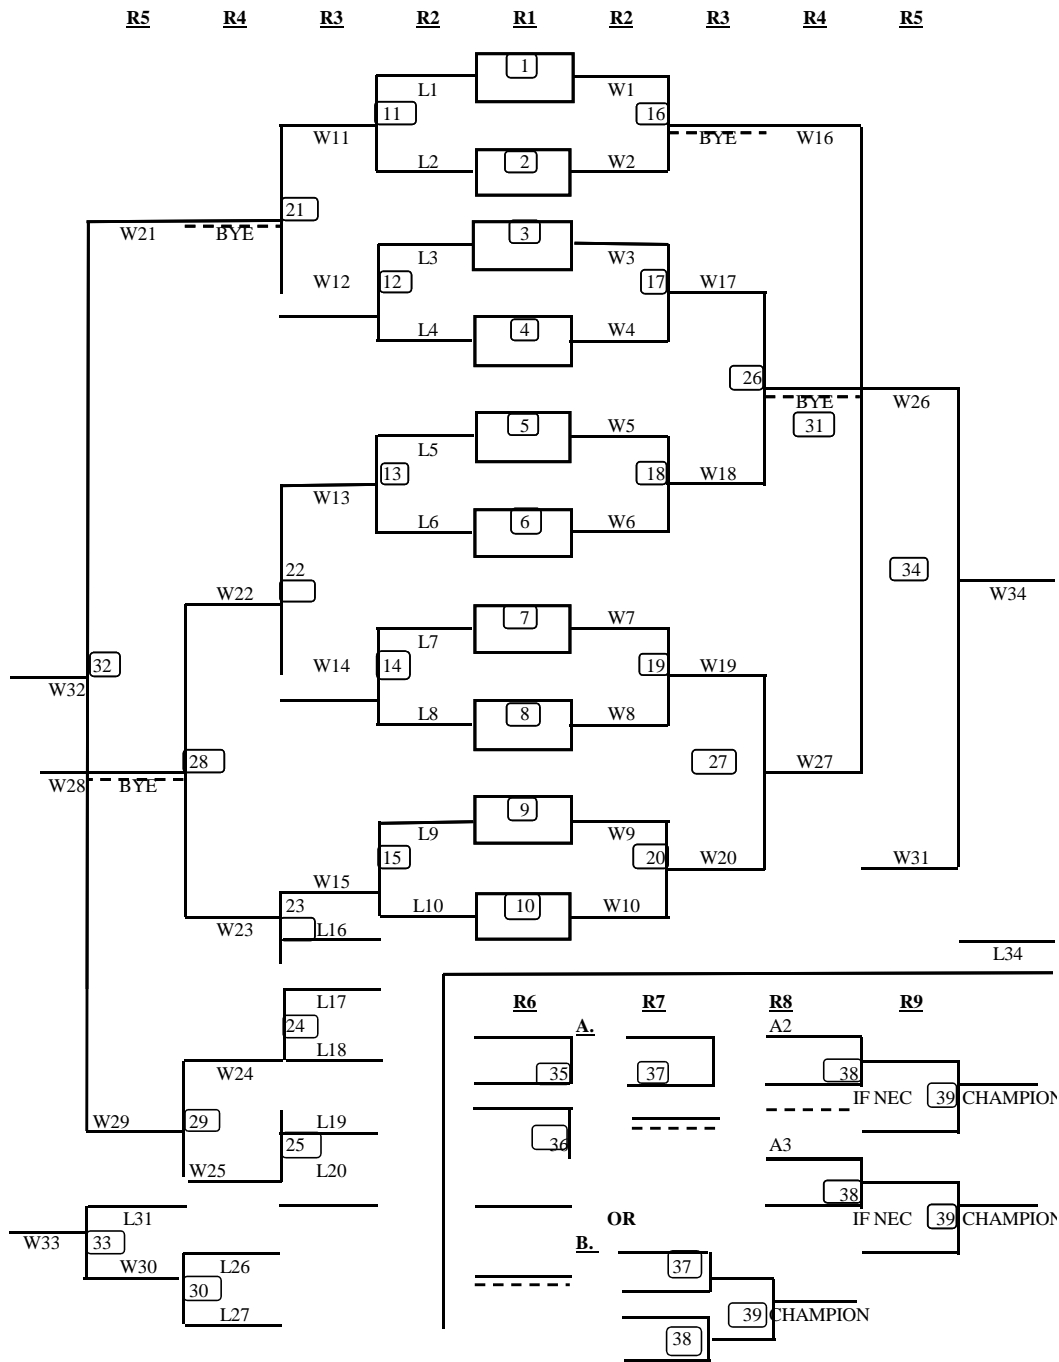 R5 R4 R3 R2 R1 R2 R3 R4 R5
1
L1 W1
11 16
W11 BYE W16
L2 2 W2
21
W21 BYE 3
L3 W3
W12 12 17 W17
L4 4 W4
26
BYE W26
5 W5 31
L5
13 18 W18
W13
L6 6 W6
22 34
W22 W34
7 W7
L7
32 W14 14 19 W19
W32
L8 8 W8
28 27
W28 BYE W27
9
L9 W9
15 20 W20 W31
W15
23 L10 10 W10
W23 L16
L34
L17 R6 R7 R8 R9
24 A. A2
L18
W24 35 37 38
IF NEC 39 CHAMPION
W29 29 L19
25 36 A3
W25 L20
38
L31 OR IF NEC 39 CHAMPION
W33 33 B.
W30 L26 37
30
L27 39 CHAMPION
38